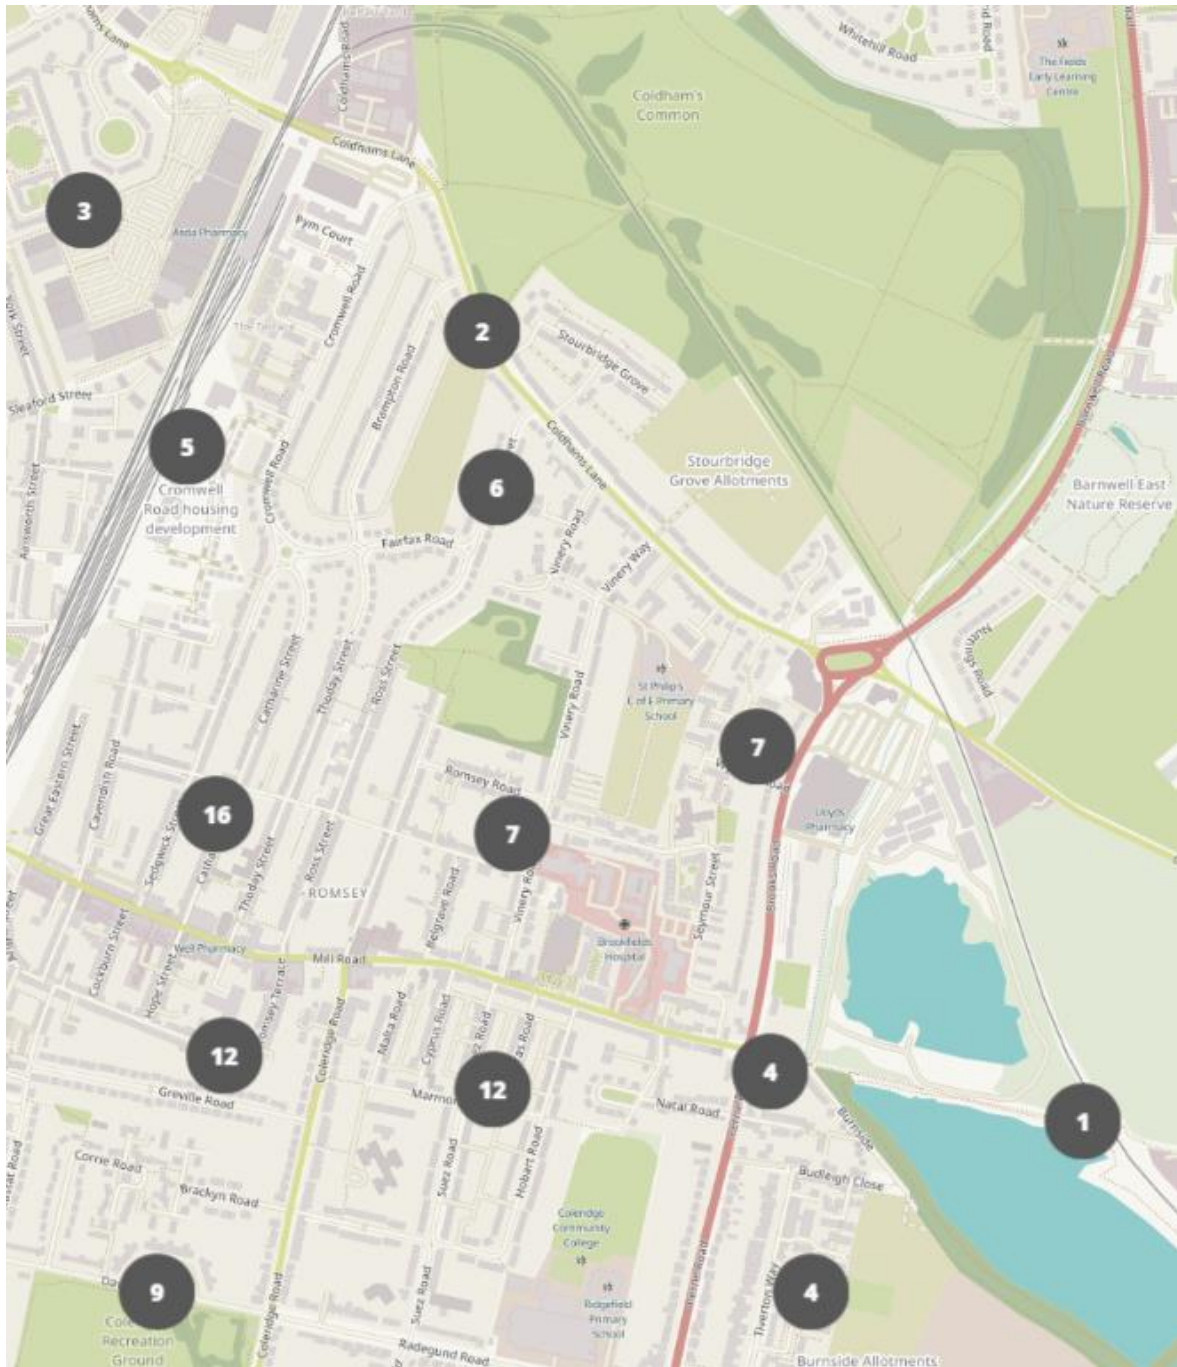 Coldhams Road
Whitehill Road
The Fields
Early Learning
Centre
Coldham's
Common
Coldhams Lane
3
Pym Court
Asda Pharmacy
Cromwell Road
The Terrace
2
Stourbridge Grove
Brampton Road
Barnwell Road
Sleaford Street
5
Coldhams Lane
6
Stourbridge
Grove Allotments
Barnwell East
Nature Reserve
Cromwell
Road housing
development
Cromwell Road
Ainsworth Street
Fairfax Road
Vinery Road
Vinery Way
Nuttings Road
Catharine Street
Thoday Street
Ross Street
St Philip's
C of E Primary
School
Vinery Road
7
Great Eastern Street
Cavendish Road
Romsey Road
16
7
Lloyds
Pharmacy
Thoday Street
Ross Street
ROMSEY
Belgrave Road
Seymour Street
Brooks Road
Brookfields
Hospital
Cockburn Street
Well Pharmacy
Mill Road
Hope Street
Coleridge Road
Malta Road
Cyprus Road
12
12
4
Greville Road
Natal Road
Burnside
1
Corrie Road
Brackyn Road
Suez Road
Hobart Road
Budleigh Close
Coleridge
Community
College
9
4
Suez Road
Coleridge Road
Ridgefield
Primary
School
Tiverton Way
Recreation
Ground
Radegund Road
Burnside Allotments